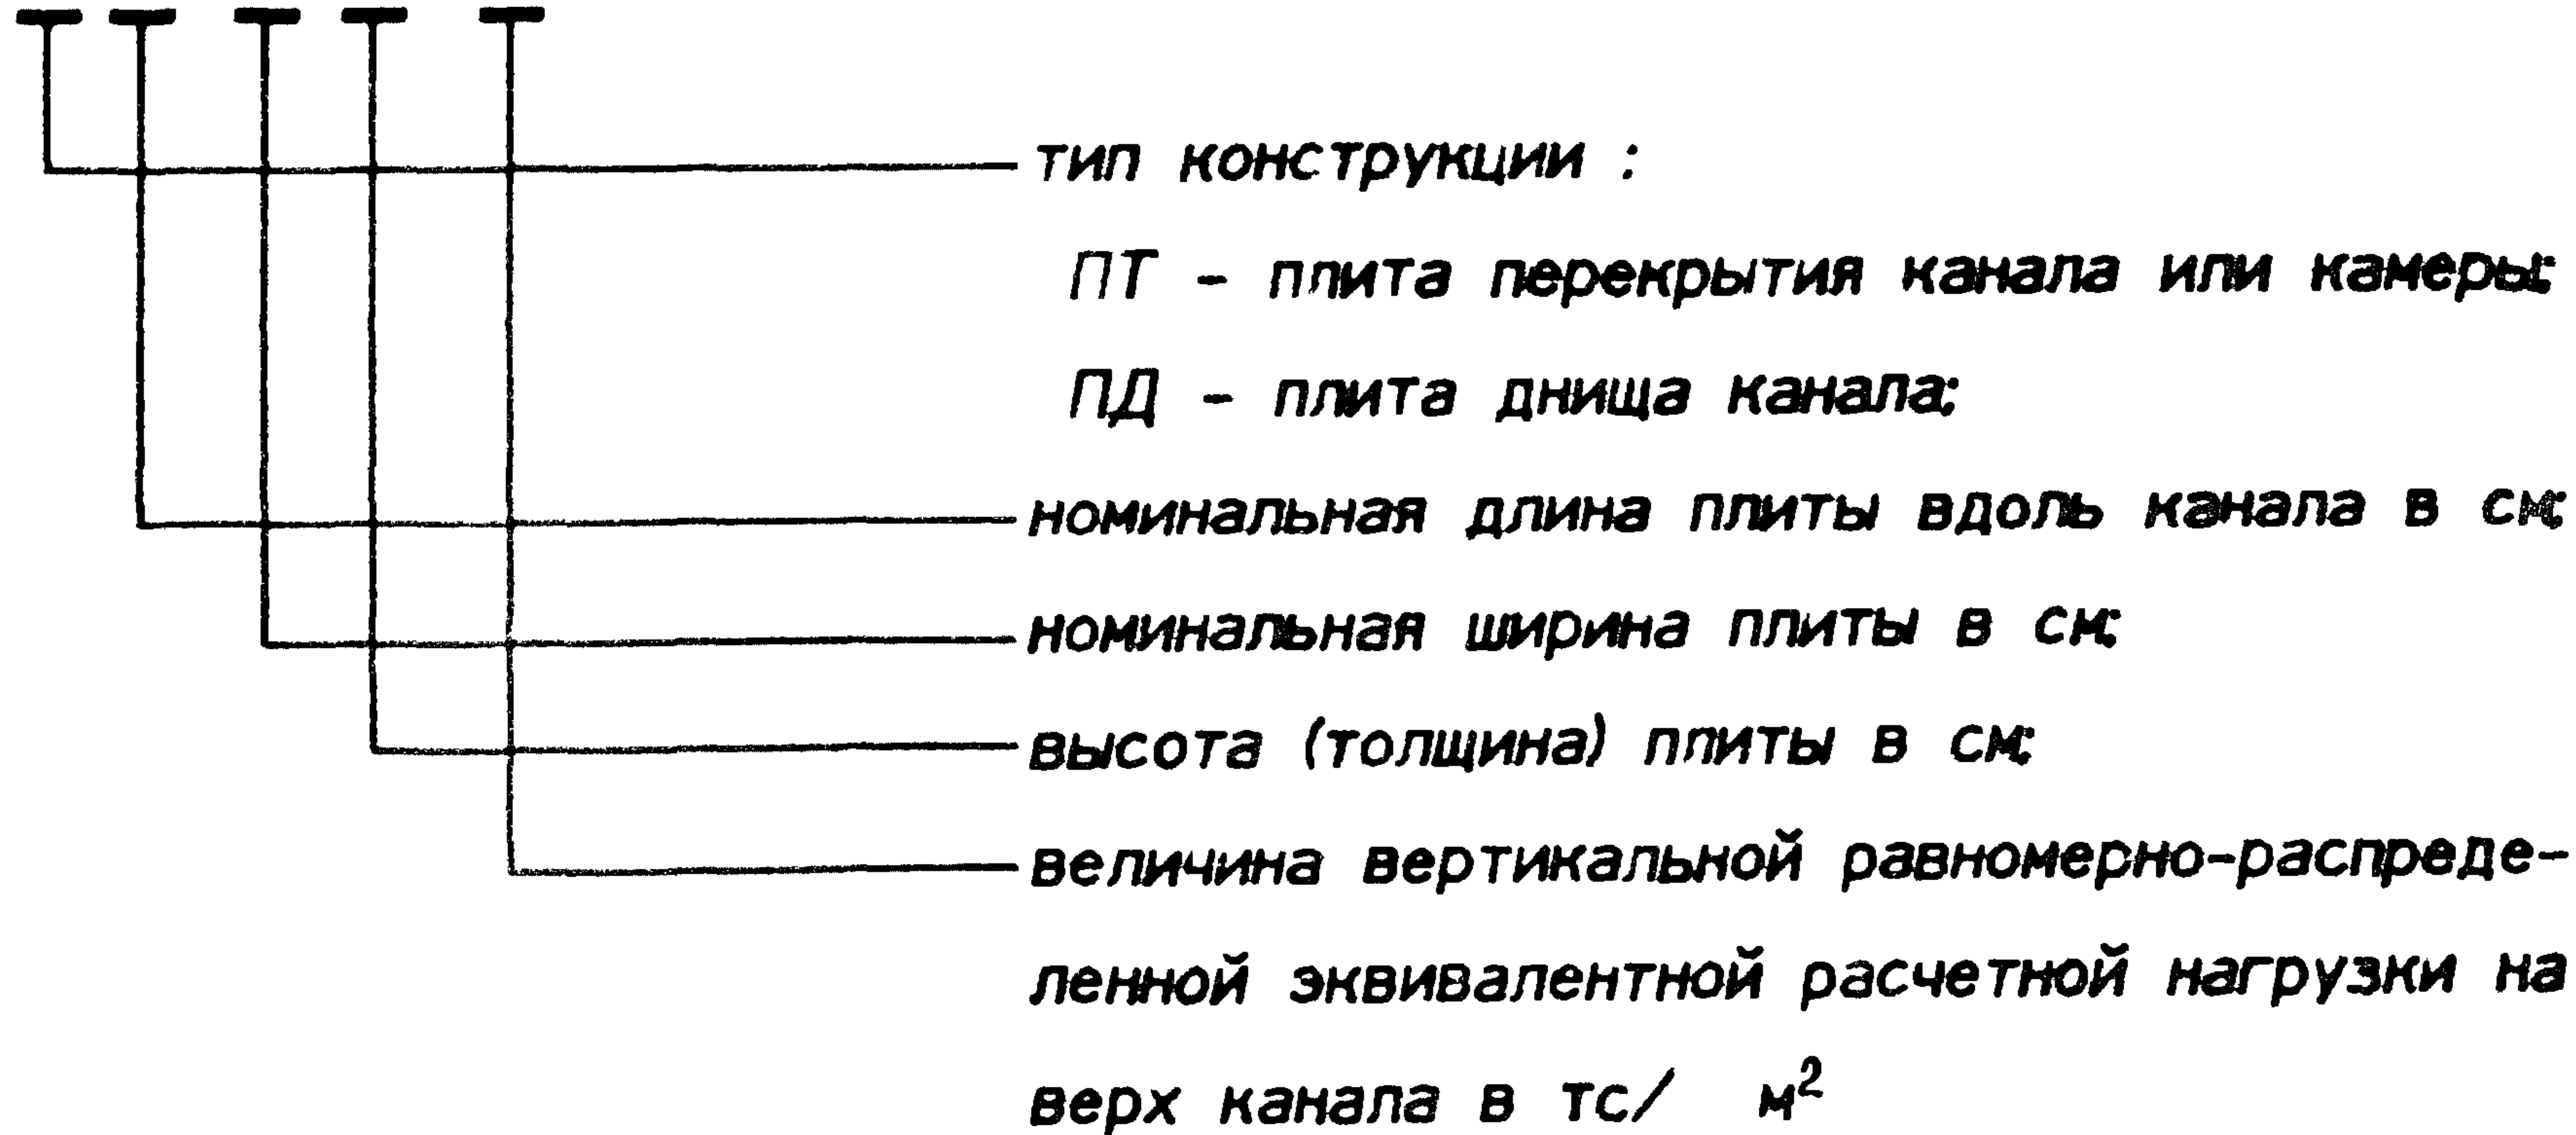 тип конструкции :
ПТ - плита перекрытия канала или камеры;
ПД - плита днища канала;
номинальная длина плиты вдоль канала в см;
номинальная ширина плиты в см;
высота (толщина) плиты в см;
величина вертикальной равномерно-распреде-
ленной эквивалентной расчетной нагрузки на
верх канала в тс/ м²